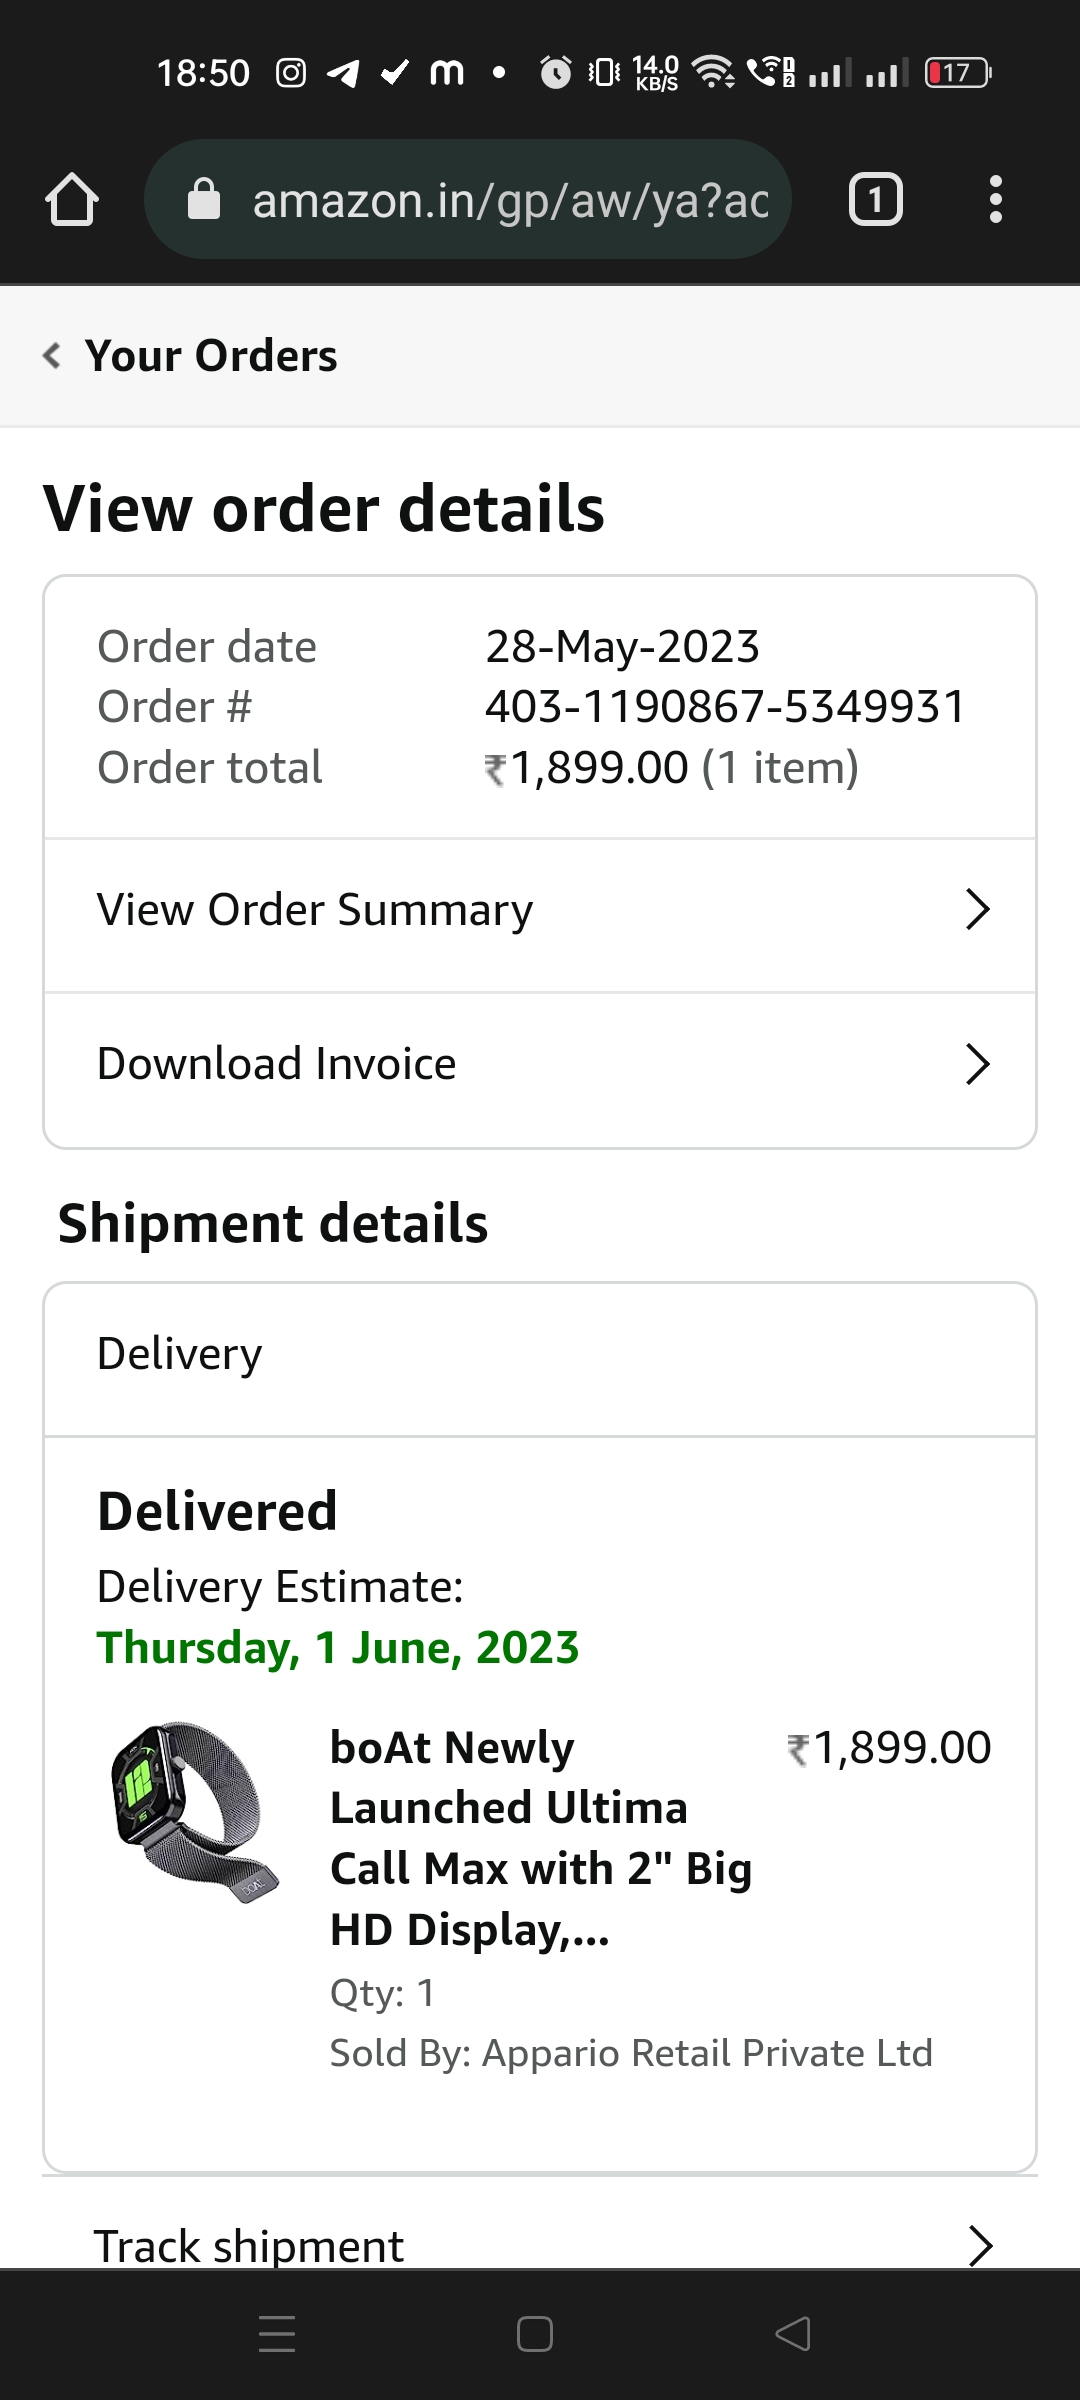 18:50 m 14.0 KB/S 1 2 17
amazon.in/gp/aw/ya?ac 1
Your Orders
View order details
Order date 28-May-2023
Order # 403-1190867-5349931
Order total ₹1,899.00 (1 item)
View Order Summary
Download Invoice
Shipment details
Delivery
Delivered
Delivery Estimate:
Thursday, 1 June, 2023
boAt Newly ₹1,899.00
Launched Ultima
Call Max with 2" Big
HD Display,...
Qty: 1
Sold By: Appario Retail Private Ltd
Track shipment